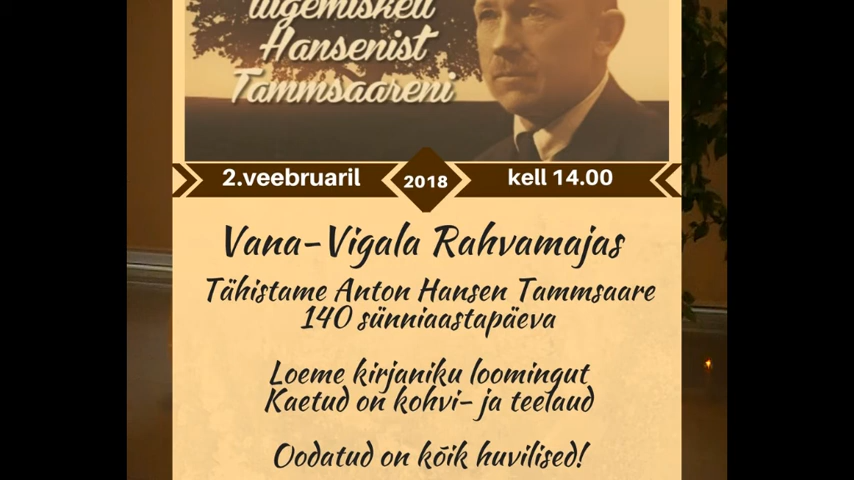 Hansenist
Tammsaareni
2.veebruaril 2018 kell 14.00
Vana-Vigala Rahvamajas
Tähistame Anton Hansen Tammsaare
140 sünniaastapäeva
Loeme kirjaniku loomingut
Kaetud on kohvi- ja teelaud
Oodatud on kõik huvilised!